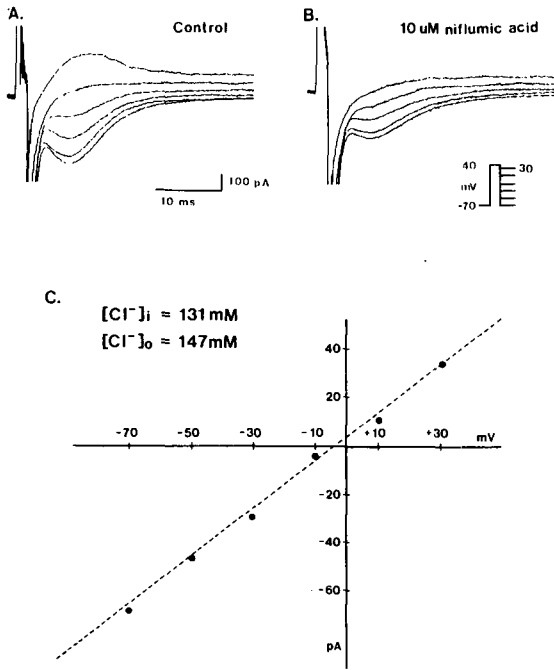 A.
Control
100 pA
10 ms
B.
10 uM niflumic acid
40
30
mV
-70
C.
[Cl⁻]i = 131 mM
[Cl⁻]o = 147mM
40
20
-70
-50
-30
-10
+10
+30
mV
-20
-40
-60
pA